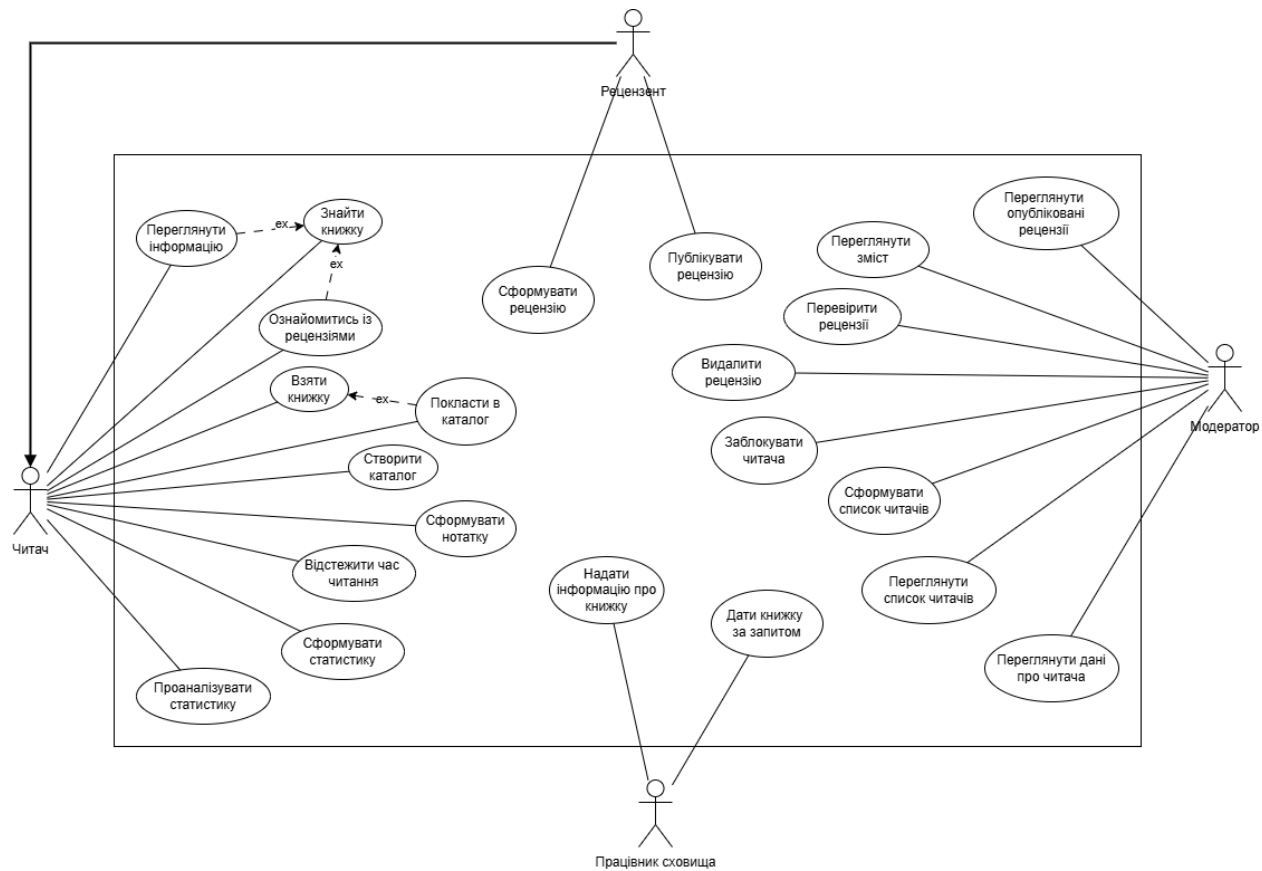 Рецензент
Переглянути
інформацію
ex
Знайти
книжку
ex
Ознайомитись із
рецензіями
Взяти
книжку
ex
Покласти в
каталог
Створити
каталог
Сформувати
нотатку
Відстежити час
читання
Сформувати
статистику
Проаналізувати
статистику
Читач
Сформувати
рецензію
Публікувати
рецензію
Переглянути
опубліковані
рецензії
Переглянути
зміст
Перевірити
рецензії
Видалити
рецензію
Заблокувати
читача
Сформувати
список читачів
Переглянути
список читачів
Переглянути дані
про читача
Модератор
Надати
інформацію про
книжку
Дати книжку
за запитом
Працівник сховища